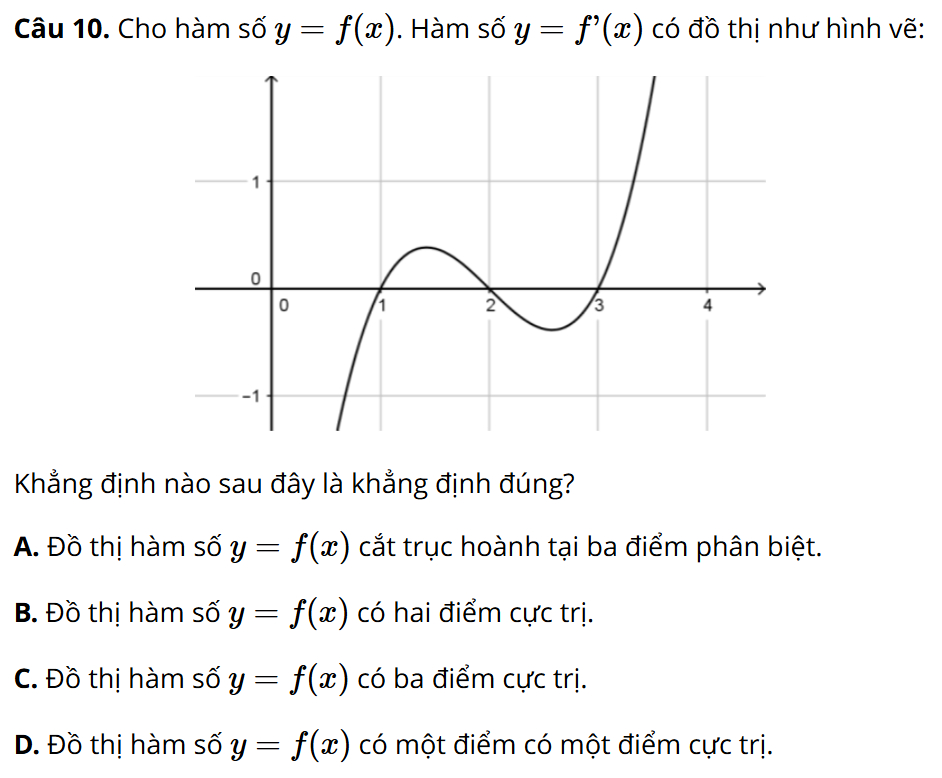 Câu 10. Cho hàm số y = f(x). Hàm số y = f’(x) có đồ thị như hình vẽ:
1
0
0 1 2 3 4
−1
Khẳng định nào sau đây là khẳng định đúng?
A. Đồ thị hàm số y = f(x) cắt trục hoành tại ba điểm phân biệt.
B. Đồ thị hàm số y = f(x) có hai điểm cực trị.
C. Đồ thị hàm số y = f(x) có ba điểm cực trị.
D. Đồ thị hàm số y = f(x) có một điểm có một điểm cực trị.